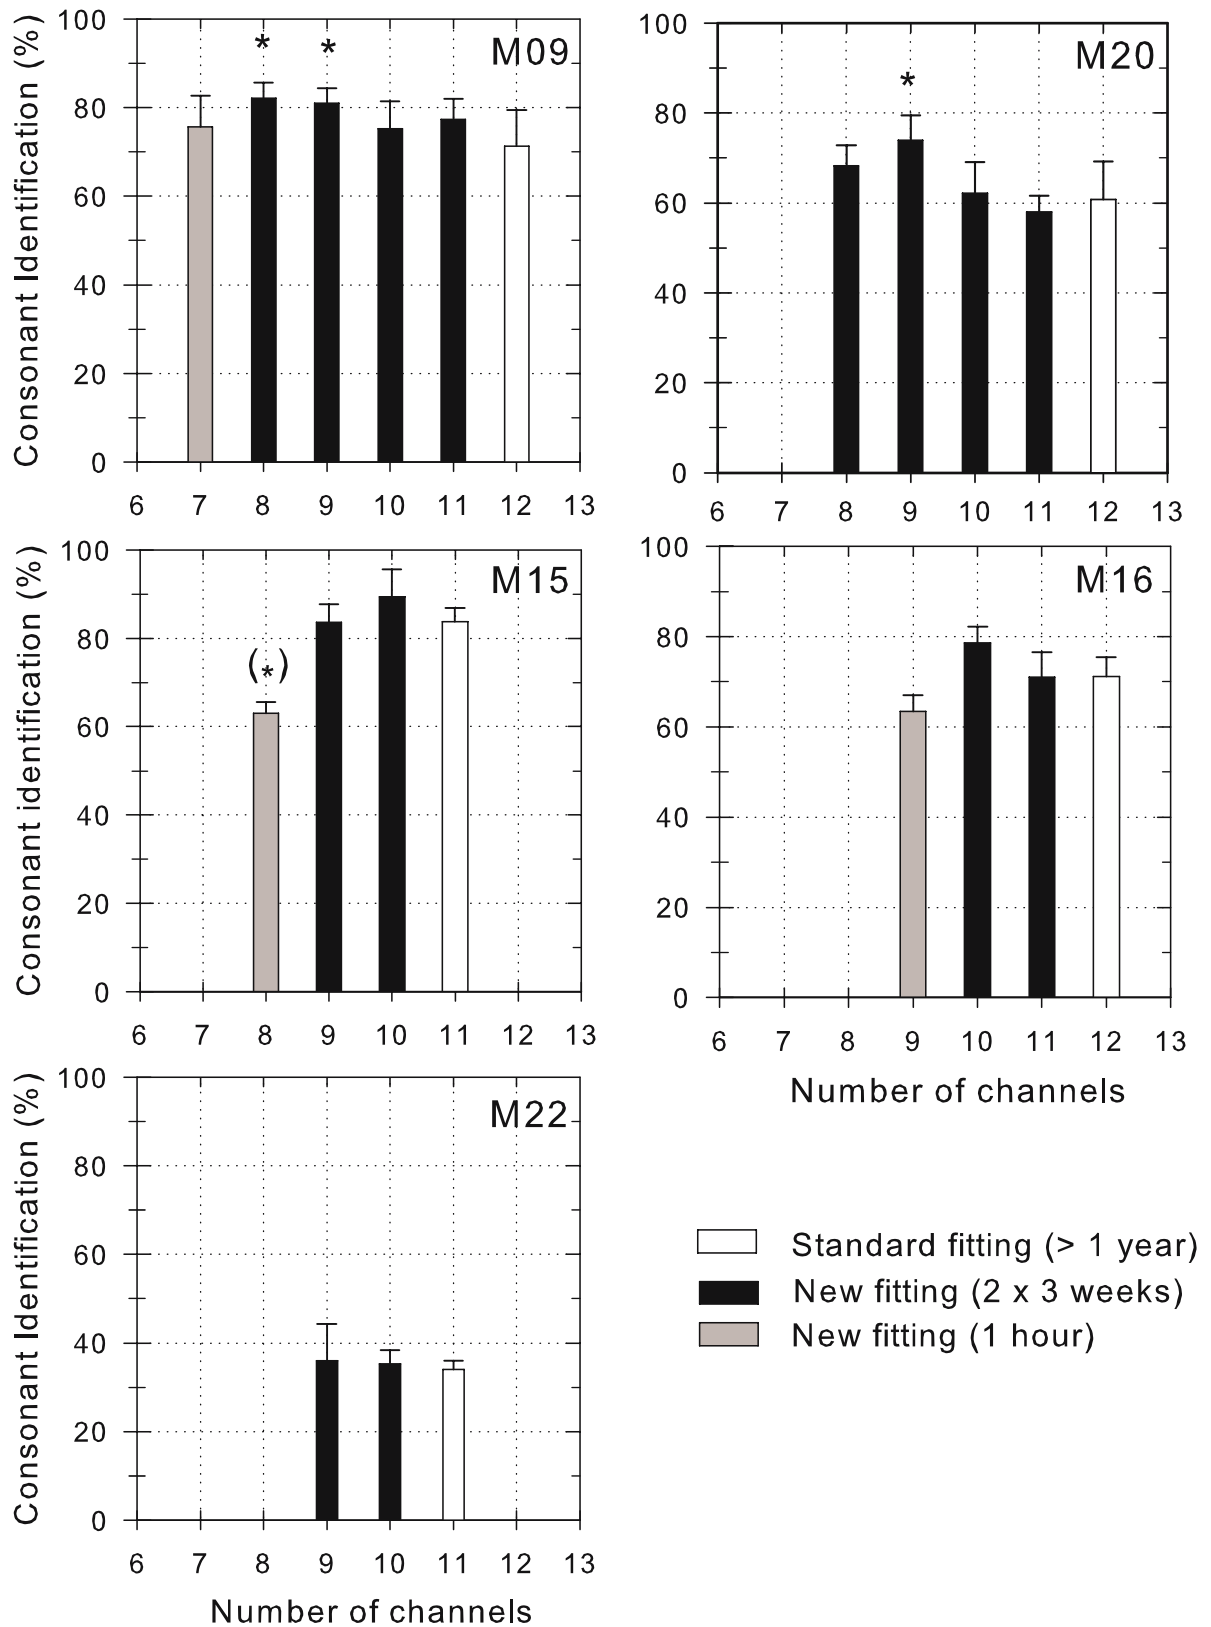 Consonant Identification (%)
100
80
60
40
20
0
* *
M09
6 7 8 9 10 11 12 13
100
80
60
40
20
0
*
M20
6 7 8 9 10 11 12 13
Consonant identification (%)
100
80
60
40
20
0
(*)
M15
6 7 8 9 10 11 12 13
100
80
60
40
20
0
M16
6 7 8 9 10 11 12 13
Number of channels
Consonant Identification (%)
100
80
60
40
20
0
M22
6 7 8 9 10 11 12 13
Number of channels
Standard fitting (> 1 year)
New fitting (2 x 3 weeks)
New fitting (1 hour)